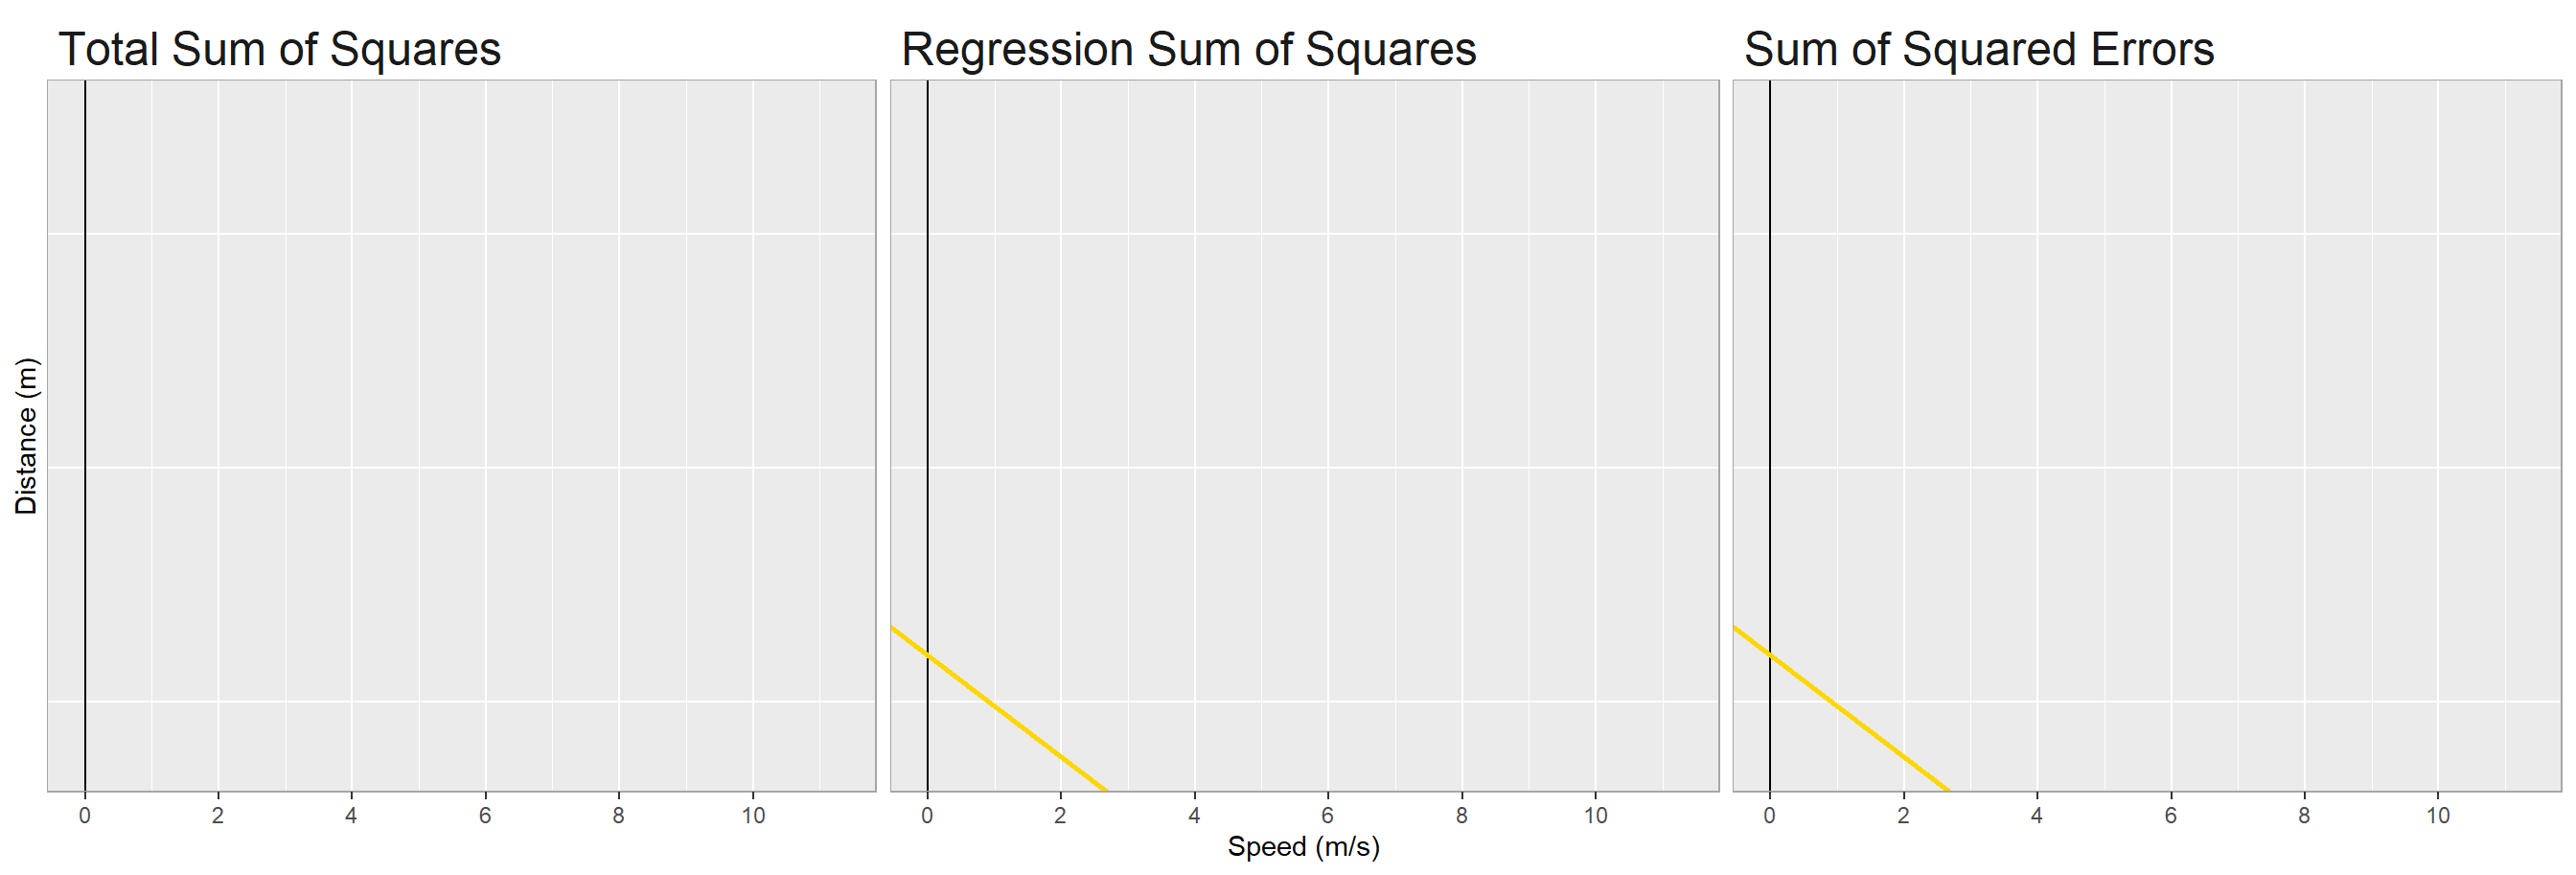 Total Sum of Squares
Regression Sum of Squares
Sum of Squared Errors
Distance (m)
0 2 4 6 8 10
0 2 4 6 8 10
0 2 4 6 8 10
Speed (m/s)